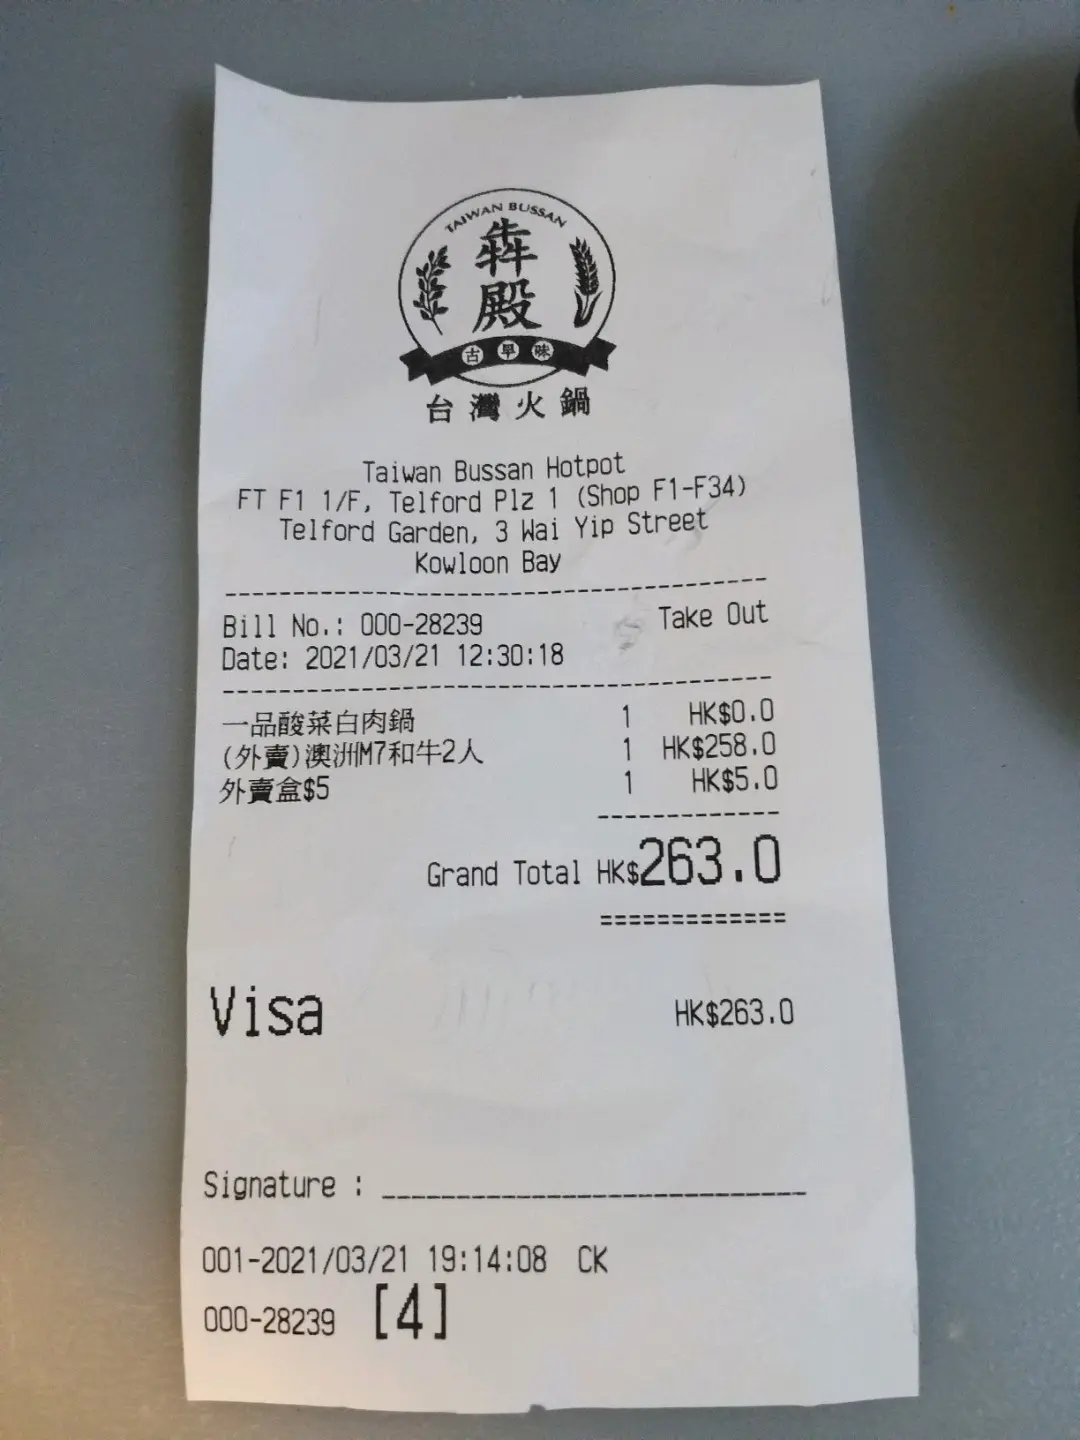 TAIWAN BUSSAN
犇
殿
古早味
台灣火鍋
Taiwan Bussan Hotpot
FT F1 1/F, Telford Plz 1 (Shop F1-F34)
Telford Garden, 3 Wai Yip Street
Kowloon Bay
Bill No.: 000-28239 Take Out
Date: 2021/03/21 12:30:18
一品酸菜白肉鍋 1 HK$0.0
(外賣)澳洲M7和牛2人 1 HK$258.0
外賣盒$5 1 HK$5.0
Grand Total HK$263.0
Visa HK$263.0
Signature :
001-2021/03/21 19:14:08 CK
000-28239 [4]